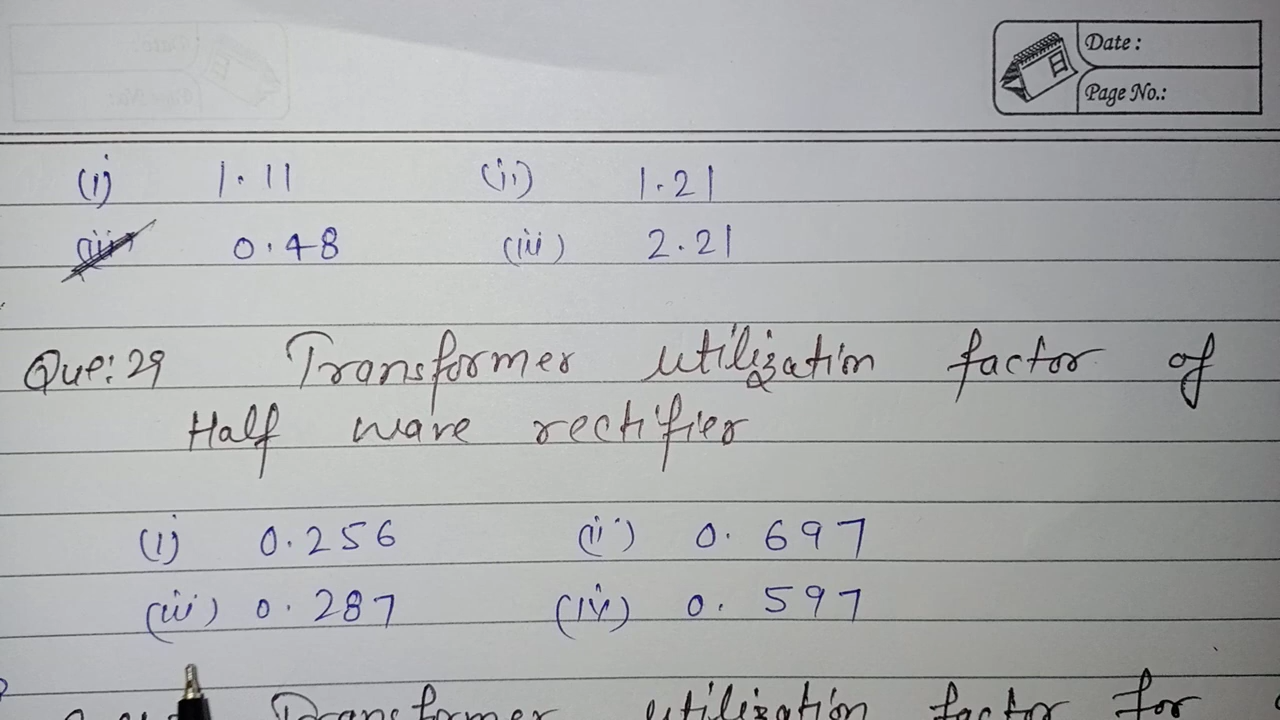 Date :
Page No.:
(i) 1.11 (ii) 1.21
(iii) 0.48 (iii) 2.21
Que: 29 Transformer utilization factor of
Half wave rectifier
(i) 0.256 (ii) 0.697
(iii) 0.287 (iv) 0.597
Transformer utilization factor for